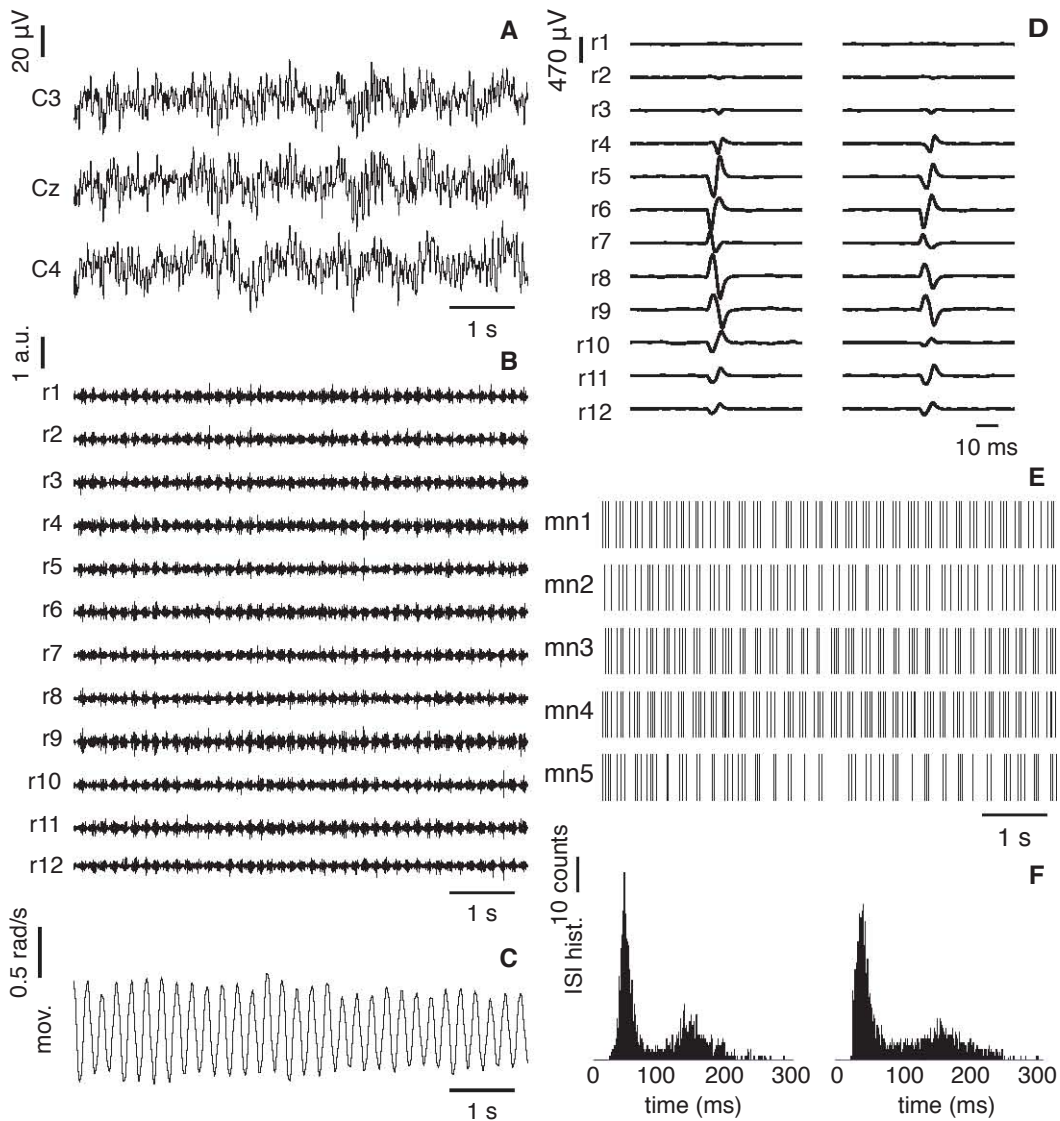 A
20 µV
C3
Cz
C4
1 s
B
1 a.u.
r1
r2
r3
r4
r5
r6
r7
r8
r9
r10
r11
r12
1 s
C
0.5 rad/s
mov.
1 s
D
470 µV
r1
r2
r3
r4
r5
r6
r7
r8
r9
r10
r11
r12
10 ms
E
mn1
mn2
mn3
mn4
mn5
1 s
F
10 counts
ISI hist.
0 100 200 300
time (ms)
0 100 200 300
time (ms)